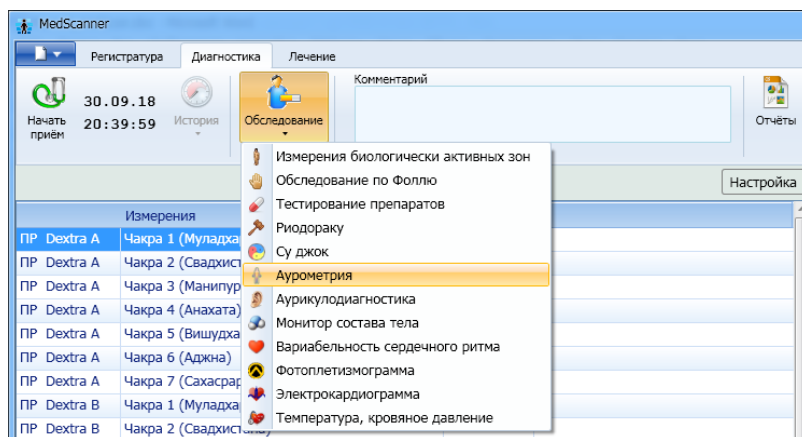 MedScanner
Регистратура Диагностика Лечение
Начать приём
30.09.18
20:39:59
История
Обследование
Комментарий
Отчёты
Настройка
Измерения биологически активных зон
Обследование по Фоллю
Тестирование препаратов
Риодораку
Су джок
Аурометрия
Аурикулодиагностика
Монитор состава тела
Вариабельность сердечного ритма
Фотоплетизмограмма
Электрокардиограмма
Температура, кровяное давление
Измерения
ПР Dextra A Чакра 1 (Муладха
ПР Dextra A Чакра 2 (Свадхист
ПР Dextra A Чакра 3 (Манипур
ПР Dextra A Чакра 4 (Анахата)
ПР Dextra A Чакра 5 (Вишудха
ПР Dextra A Чакра 6 (Аджна)
ПР Dextra A Чакра 7 (Сахасрар
ПР Dextra B Чакра 1 (Муладха
ПР Dextra B Чакра 2 (Свадхистана)